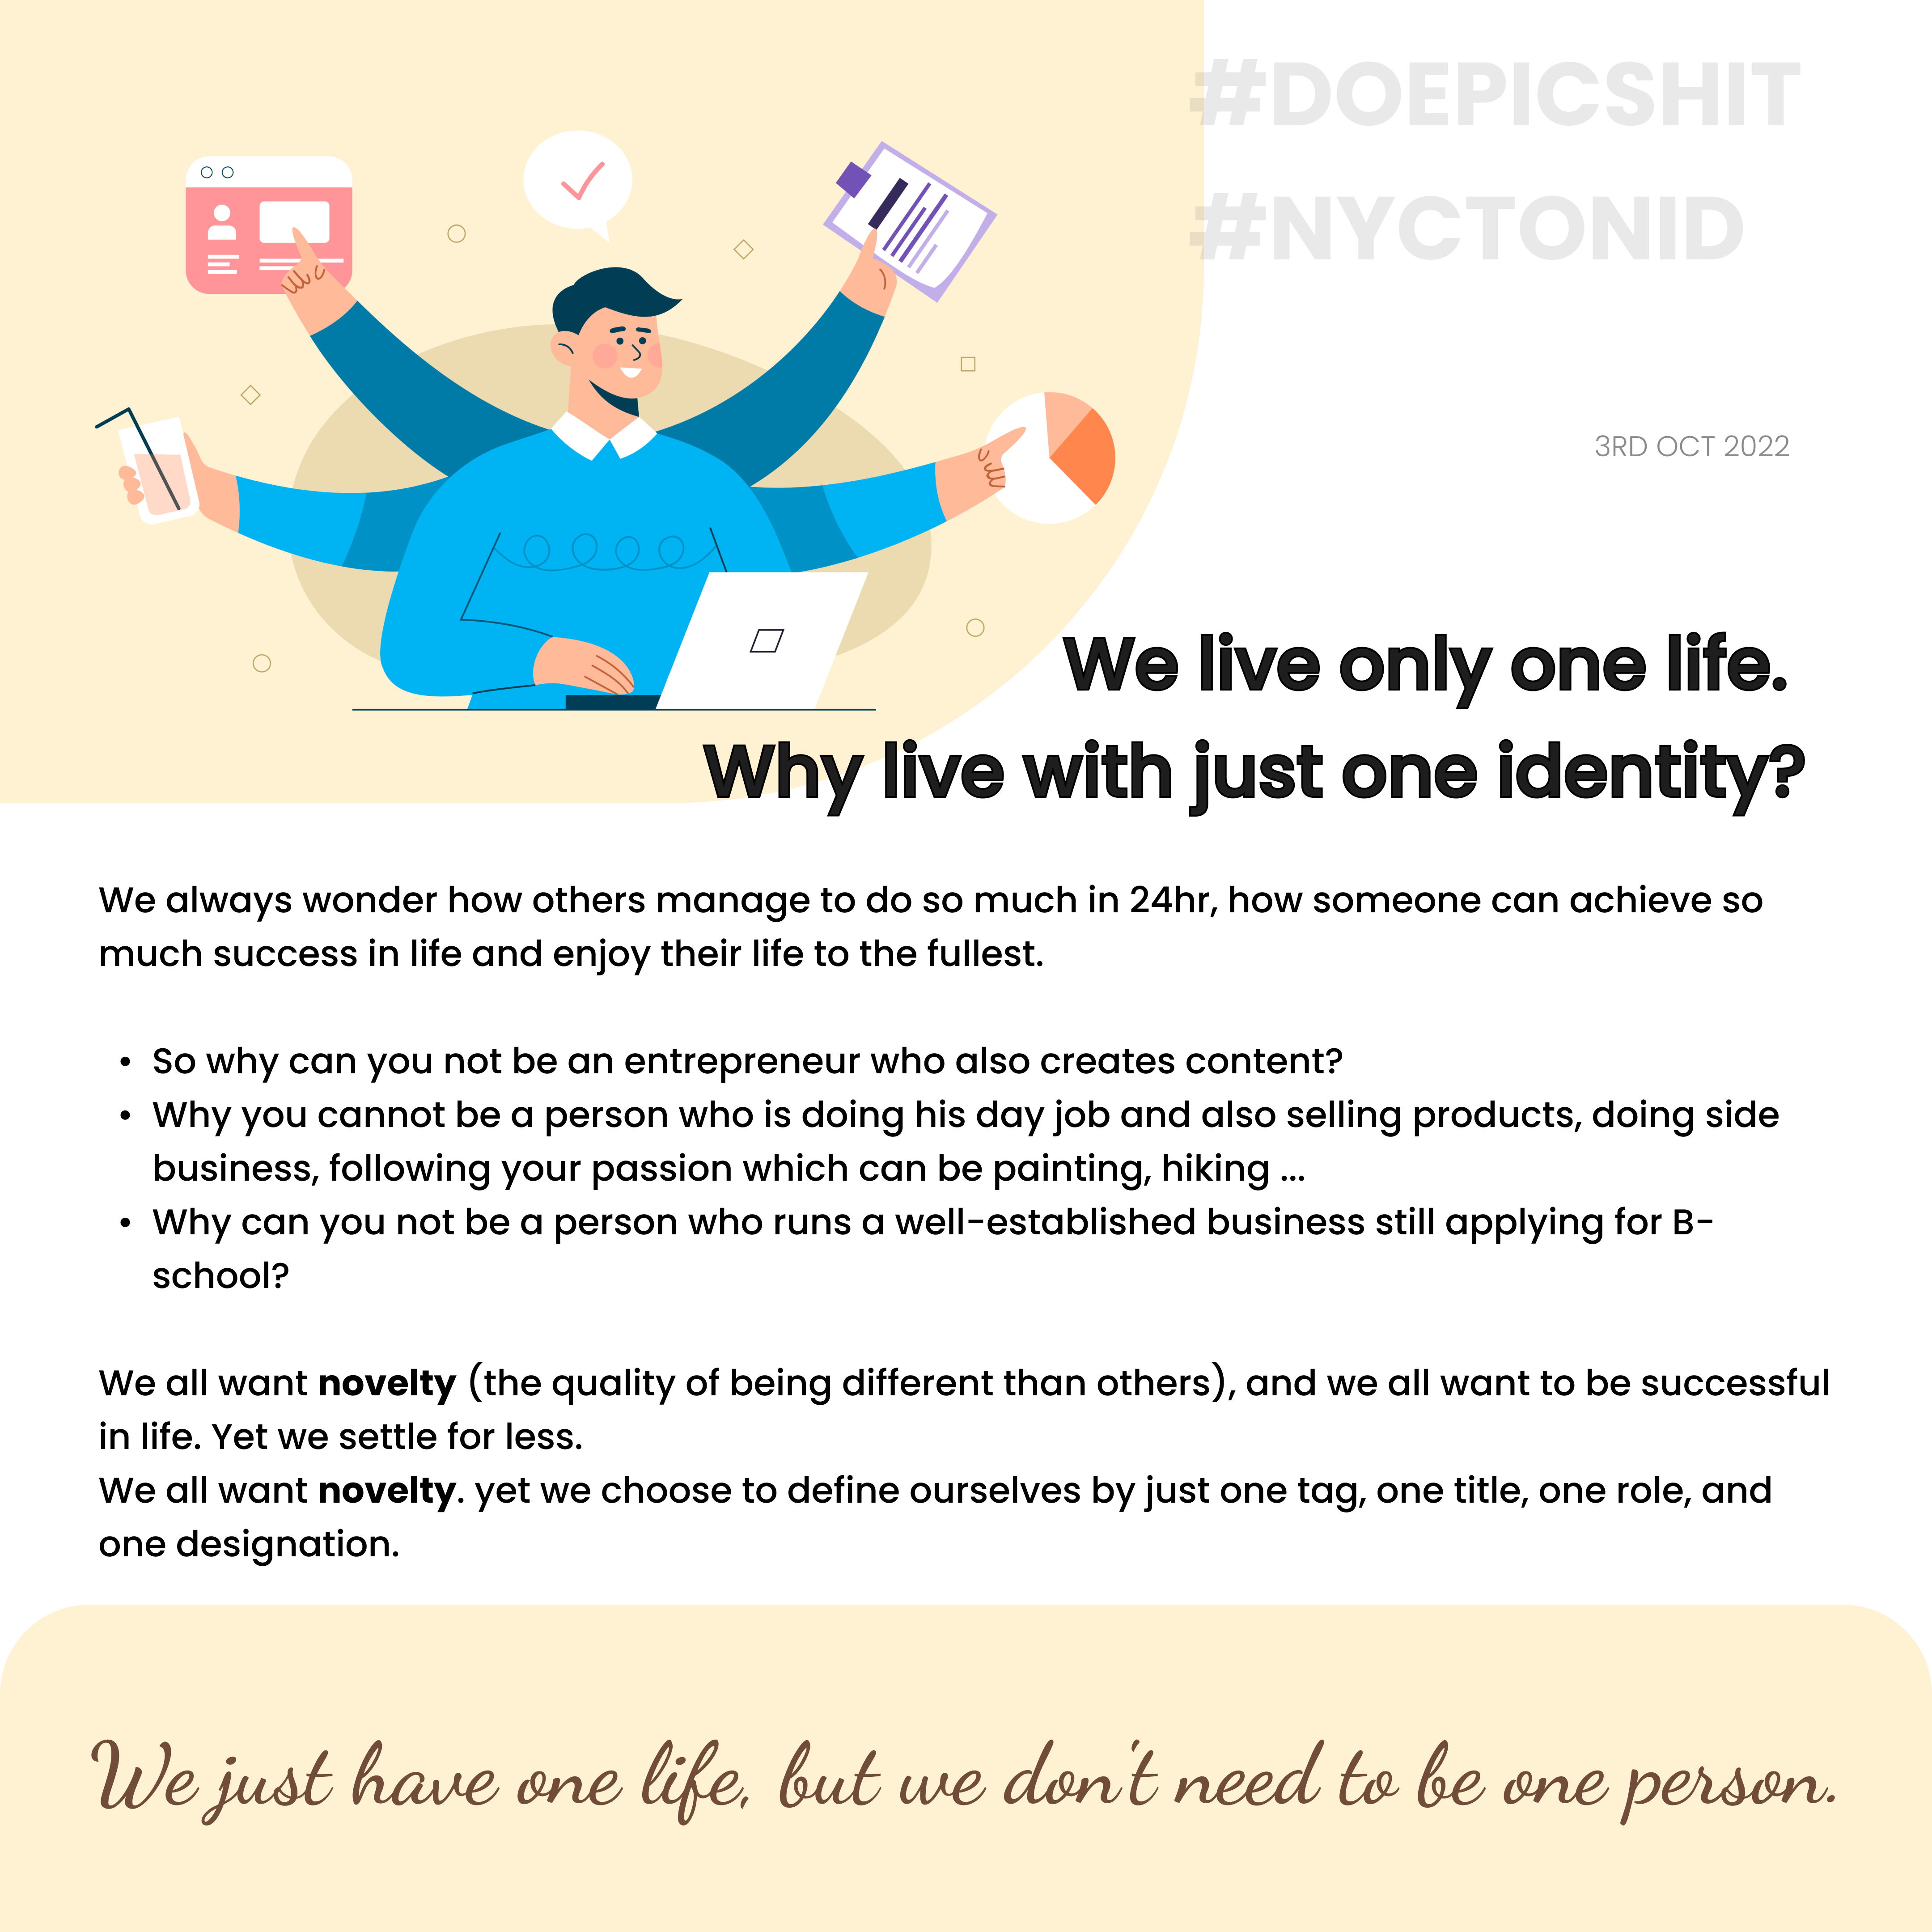 #DOEPICSHIT
#NYCTONID
3RD OCT 2022
We live only one life.
Why live with just one identity?
We always wonder how others manage to do so much in 24hr, how someone can achieve so
much success in life and enjoy their life to the fullest.
• So why can you not be an entrepreneur who also creates content?
• Why you cannot be a person who is doing his day job and also selling products, doing side
business, following your passion which can be painting, hiking ...
• Why can you not be a person who runs a well-established business still applying for B-
school?
We all want novelty (the quality of being different than others), and we all want to be successful
in life. Yet we settle for less.
We all want novelty. yet we choose to define ourselves by just one tag, one title, one role, and
one designation.
We just have one life, but we don't need to be one person.